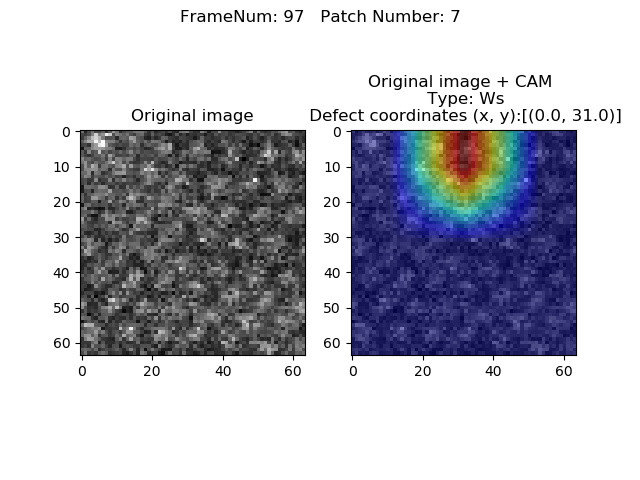 FrameNum: 97   Patch Number: 7
Original image
0
10
20
30
40
50
60
0 20 40 60
Original image + CAM
Type: Ws
Defect coordinates (x, y):[(0.0, 31.0)]
0
10
20
30
40
50
60
0 20 40 60